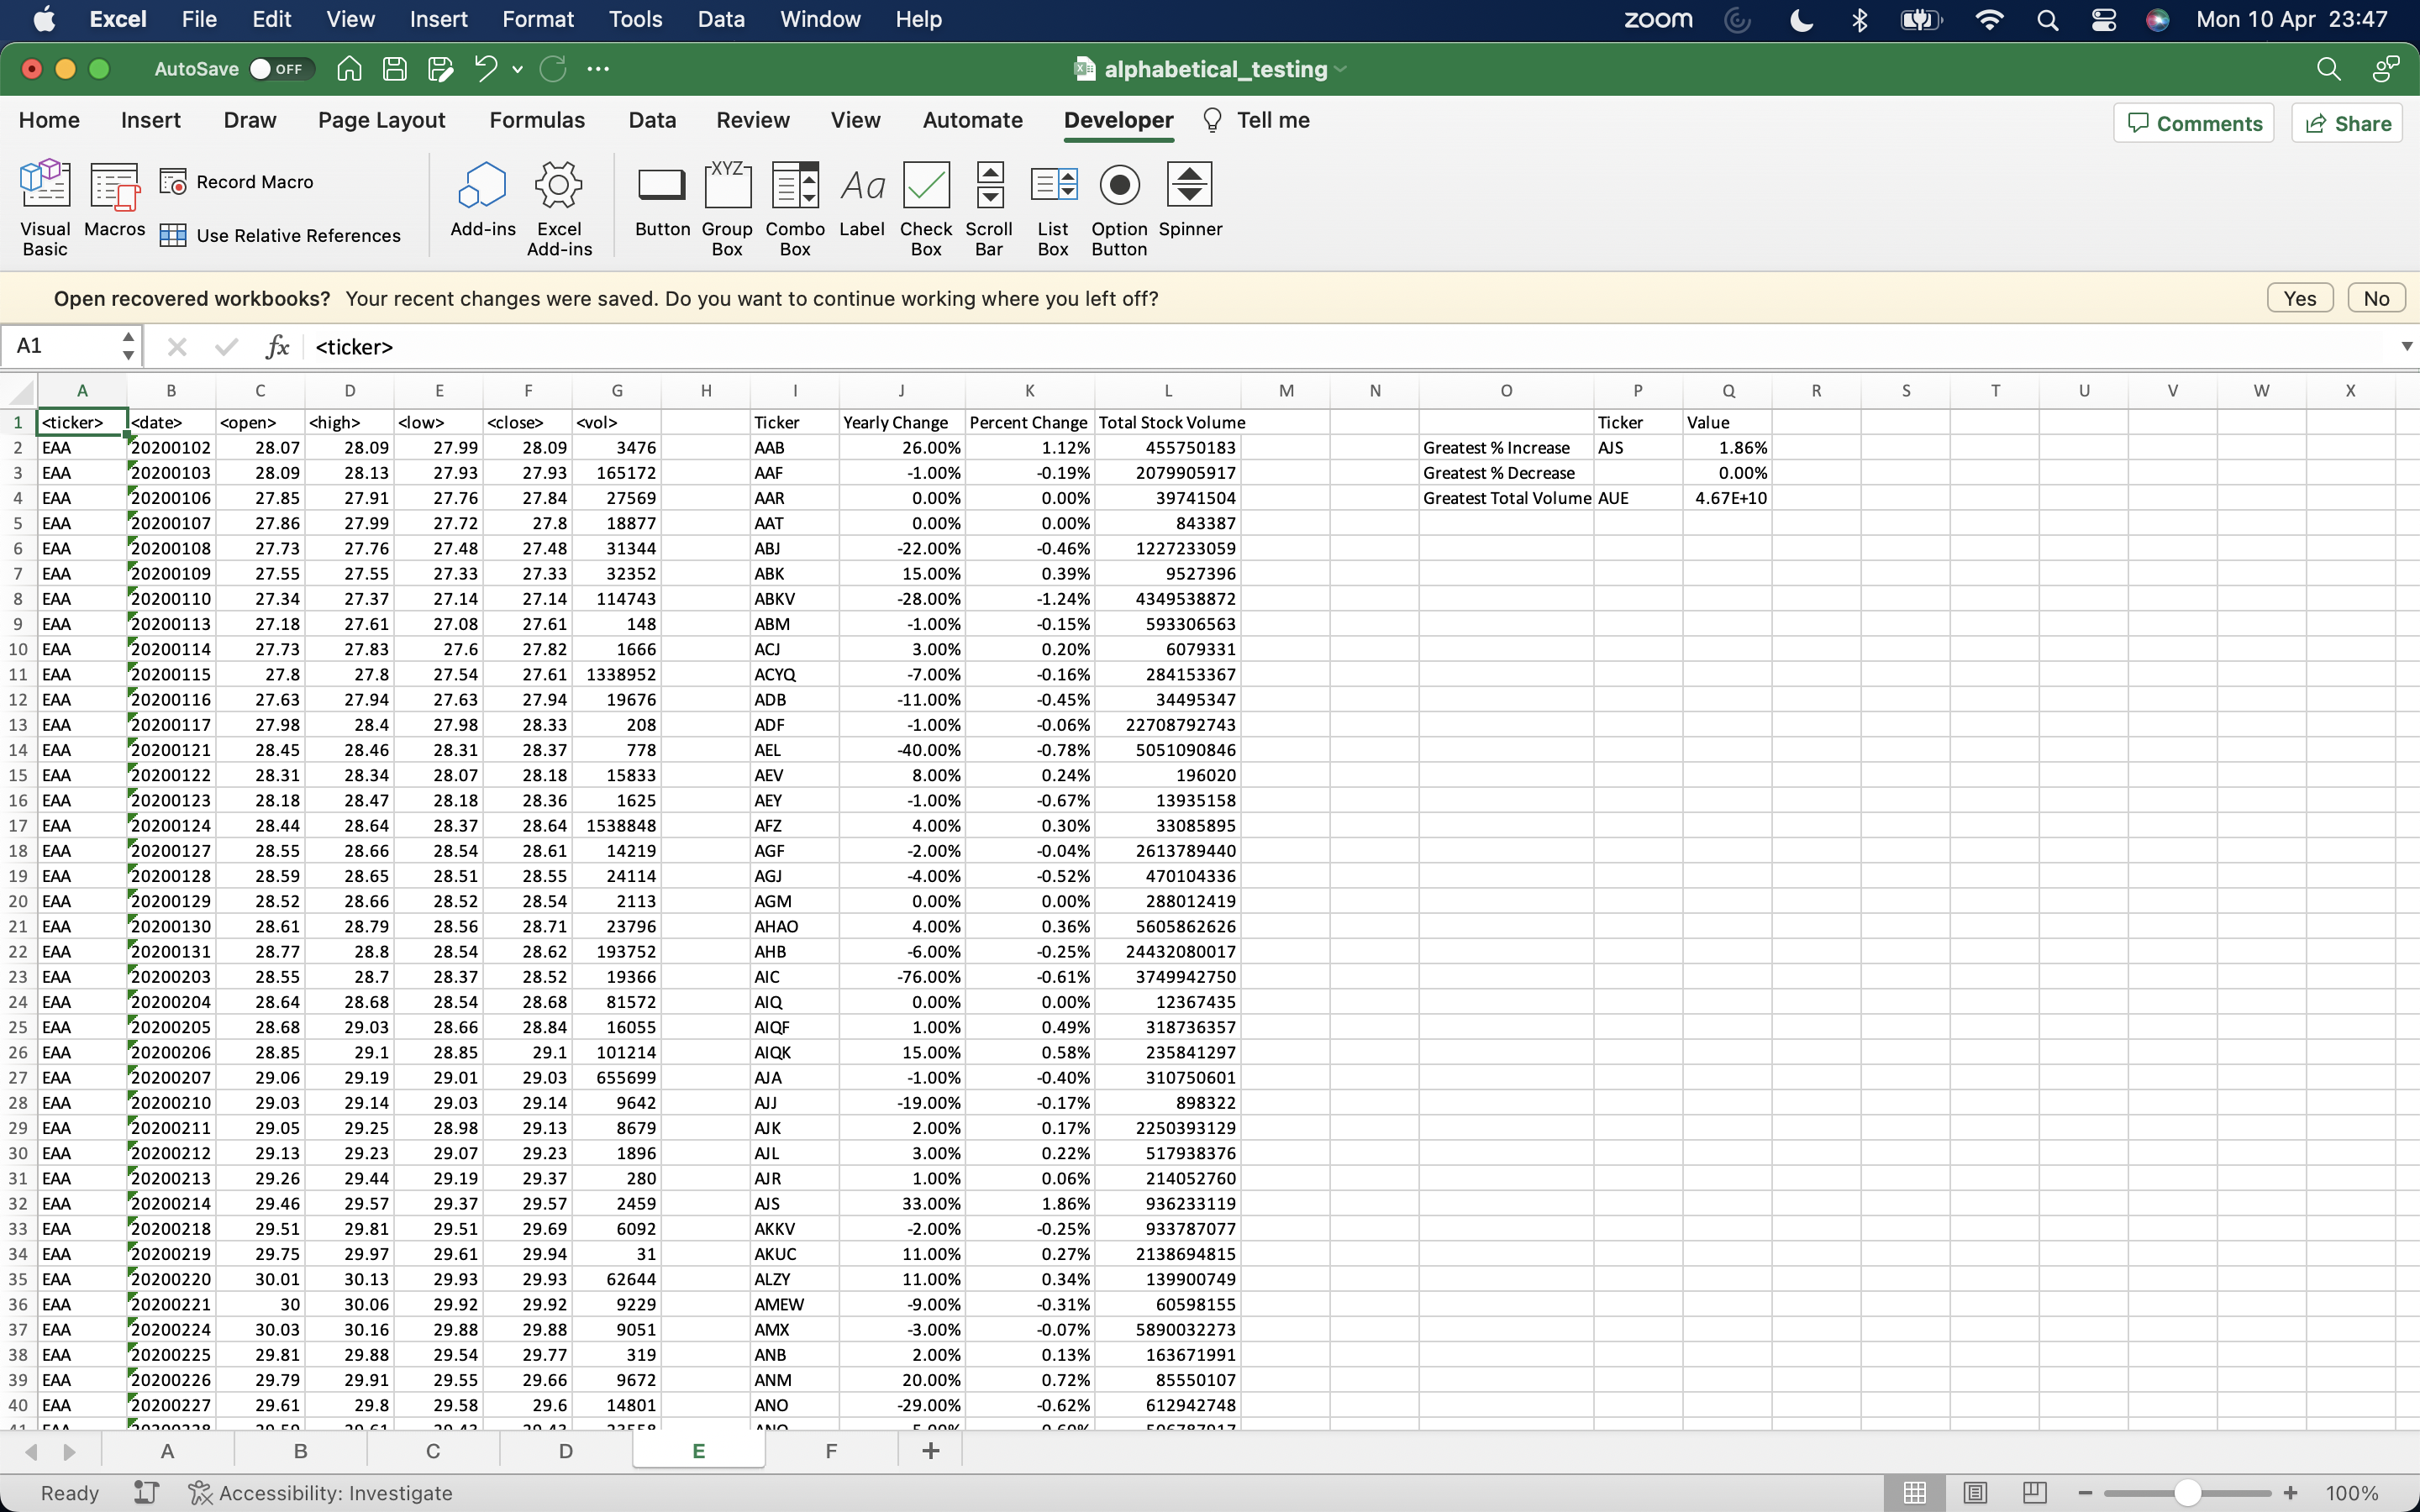 Excel File Edit View Insert Format Tools Data Window Help zoom Mon 10 Apr 23:47
AutoSave OFF alphabetical_testing
Home Insert Draw Page Layout Formulas Data Review View Automate Developer Tell me Comments Share
Visual Basic Macros Record Macro Use Relative References Add-ins Excel Add-ins Button XYZ Group Box Combo Box Aa Label Check Box Scroll Bar List Box Option Button Spinner
Open recovered workbooks? Your recent changes were saved. Do you want to continue working where you left off? Yes No
A1 fx <ticker>
A B C D E F G H I J K L M N O P Q R S T U V W X
1 <ticker> <date> <open> <high> <low> <close> <vol> Ticker Yearly Change Percent Change Total Stock Volume Ticker Value
2 EAA 20200102 28.07 28.09 27.99 28.09 3476 AAB 26.00% 1.12% 455750183 Greatest % Increase AJS 1.86%
3 EAA 20200103 28.09 28.13 27.93 27.93 165172 AAF -1.00% -0.19% 2079905917 Greatest % Decrease 0.00%
4 EAA 20200106 27.85 27.91 27.76 27.84 27569 AAR 0.00% 0.00% 39741504 Greatest Total Volume AUE 4.67E+10
5 EAA 20200107 27.86 27.99 27.72 27.8 18877 AAT 0.00% 0.00% 843387
6 EAA 20200108 27.73 27.76 27.48 27.48 31344 ABJ -22.00% -0.46% 1227233059
7 EAA 20200109 27.55 27.55 27.33 27.33 32352 ABK 15.00% 0.39% 9527396
8 EAA 20200110 27.34 27.37 27.14 27.14 114743 ABKV -28.00% -1.24% 4349538872
9 EAA 20200113 27.18 27.61 27.08 27.61 148 ABM -1.00% -0.15% 593306563
10 EAA 20200114 27.73 27.83 27.6 27.82 1666 ACJ 3.00% 0.20% 6079331
11 EAA 20200115 27.8 27.8 27.54 27.61 1338952 ACYQ -7.00% -0.16% 284153367
12 EAA 20200116 27.63 27.94 27.63 27.94 19676 ADB -11.00% -0.45% 34495347
13 EAA 20200117 27.98 28.4 27.98 28.33 208 ADF -1.00% -0.06% 22708792743
14 EAA 20200121 28.45 28.46 28.31 28.37 778 AEL -40.00% -0.78% 5051090846
15 EAA 20200122 28.31 28.34 28.07 28.18 15833 AEV 8.00% 0.24% 196020
16 EAA 20200123 28.18 28.47 28.18 28.36 1625 AEY -1.00% -0.67% 13935158
17 EAA 20200124 28.44 28.64 28.37 28.64 1538848 AFZ 4.00% 0.30% 33085895
18 EAA 20200127 28.55 28.66 28.54 28.61 14219 AGF -2.00% -0.04% 2613789440
19 EAA 20200128 28.59 28.65 28.51 28.55 24114 AGJ -4.00% -0.52% 470104336
20 EAA 20200129 28.52 28.66 28.52 28.54 2113 AGM 0.00% 0.00% 288012419
21 EAA 20200130 28.61 28.79 28.56 28.71 23796 AHAO 4.00% 0.36% 5605862626
22 EAA 20200131 28.77 28.8 28.54 28.62 193752 AHB -6.00% -0.25% 24432080017
23 EAA 20200203 28.55 28.7 28.37 28.52 19366 AIC -76.00% -0.61% 3749942750
24 EAA 20200204 28.64 28.68 28.54 28.68 81572 AIQ 0.00% 0.00% 12367435
25 EAA 20200205 28.68 29.03 28.66 28.84 16055 AIQF 1.00% 0.49% 318736357
26 EAA 20200206 28.85 29.1 28.85 29.1 101214 AIQK 15.00% 0.58% 235841297
27 EAA 20200207 29.06 29.19 29.01 29.03 655699 AJA -1.00% -0.40% 310750601
28 EAA 20200210 29.03 29.14 29.03 29.14 9642 AJJ -19.00% -0.17% 898322
29 EAA 20200211 29.05 29.25 28.98 29.13 8679 AJK 2.00% 0.17% 2250393129
30 EAA 20200212 29.13 29.23 29.07 29.23 1896 AJL 3.00% 0.22% 517938376
31 EAA 20200213 29.26 29.44 29.19 29.37 280 AJR 1.00% 0.06% 214052760
32 EAA 20200214 29.46 29.57 29.37 29.57 2459 AJS 33.00% 1.86% 936233119
33 EAA 20200218 29.51 29.81 29.51 29.69 6092 AKKV -2.00% -0.25% 933787077
34 EAA 20200219 29.75 29.97 29.61 29.94 31 AKUC 11.00% 0.27% 2138694815
35 EAA 20200220 30.01 30.13 29.93 29.93 62644 ALZY 11.00% 0.34% 139900749
36 EAA 20200221 30 30.06 29.92 29.92 9229 AMEW -9.00% -0.31% 60598155
37 EAA 20200224 30.03 30.16 29.88 29.88 9051 AMX -3.00% -0.07% 5890032273
38 EAA 20200225 29.81 29.88 29.54 29.77 319 ANB 2.00% 0.13% 163671991
39 EAA 20200226 29.79 29.91 29.55 29.66 9672 ANM 20.00% 0.72% 85550107
40 EAA 20200227 29.61 29.8 29.58 29.6 14801 ANO -29.00% -0.62% 612942748
A B C D E F +
Ready Accessibility: Investigate 100%